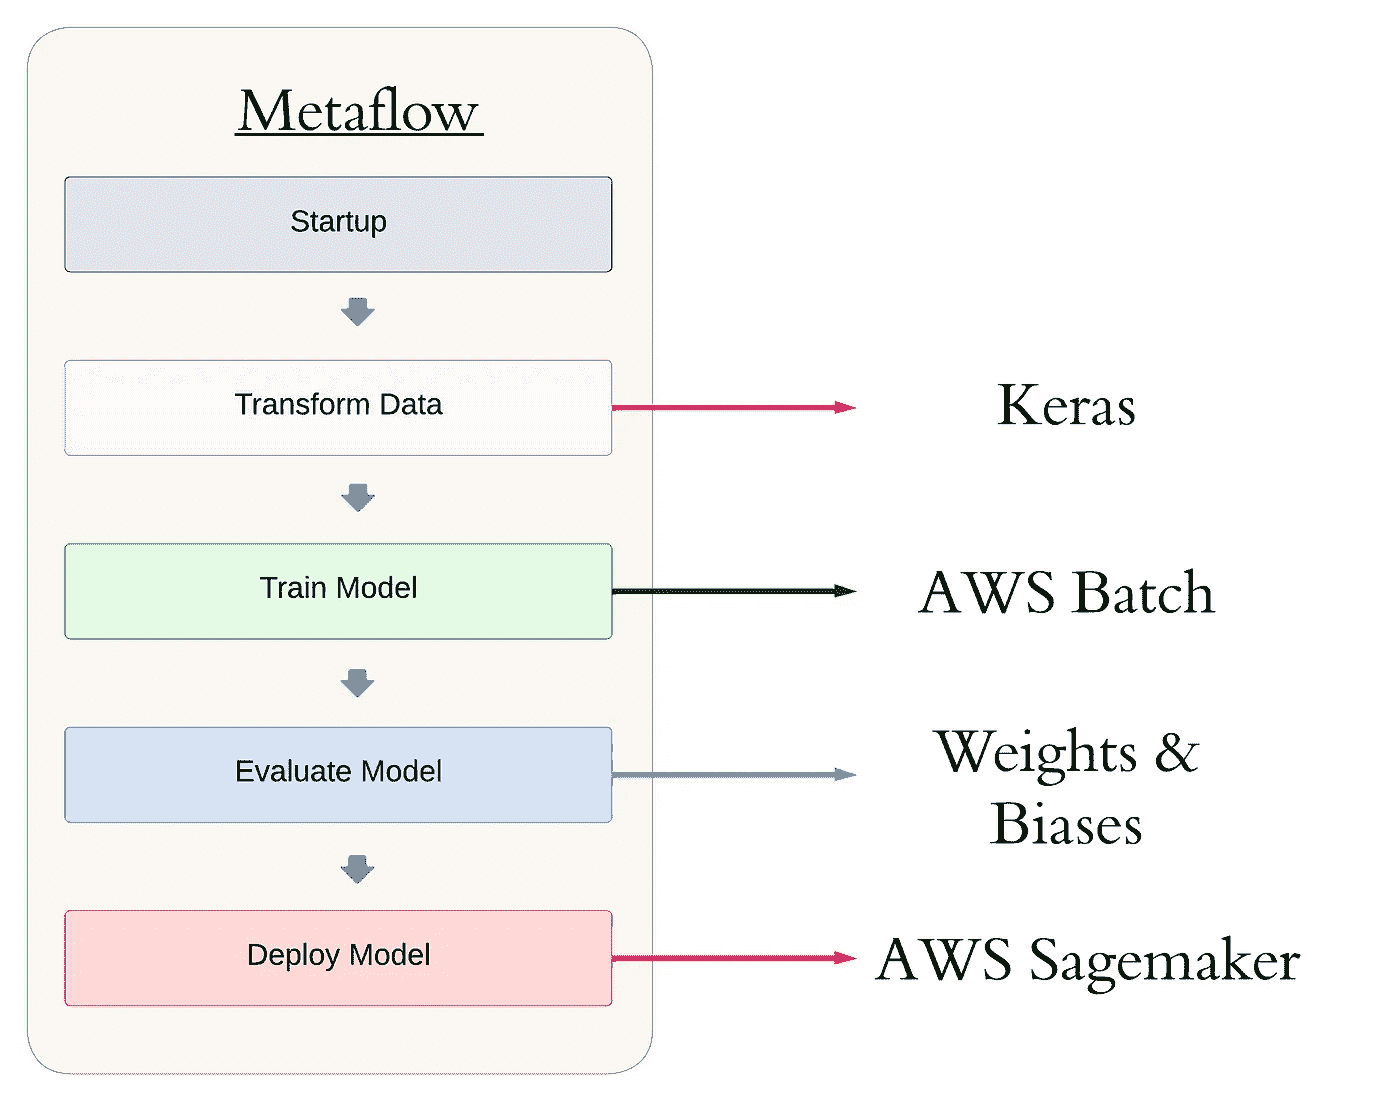 Metaflow
Startup
Transform Data
Keras
Train Model
AWS Batch
Evaluate Model
Weights &
Biases
Deploy Model
AWS Sagemaker